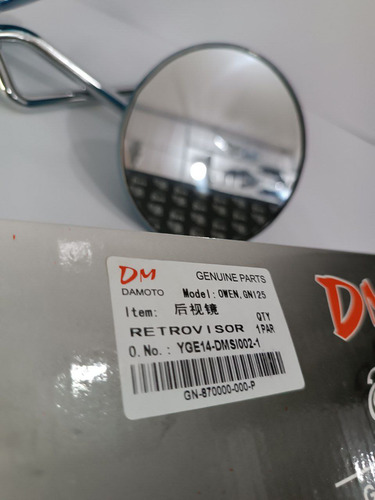 DM
GENUINE PARTS
DAMOTO
Model: OWEN,GN125
Item: 后视镜
QTY
RETROVISOR 1PAR
O. No.: YGE14-DMSI002-1
GN-870000-000-P